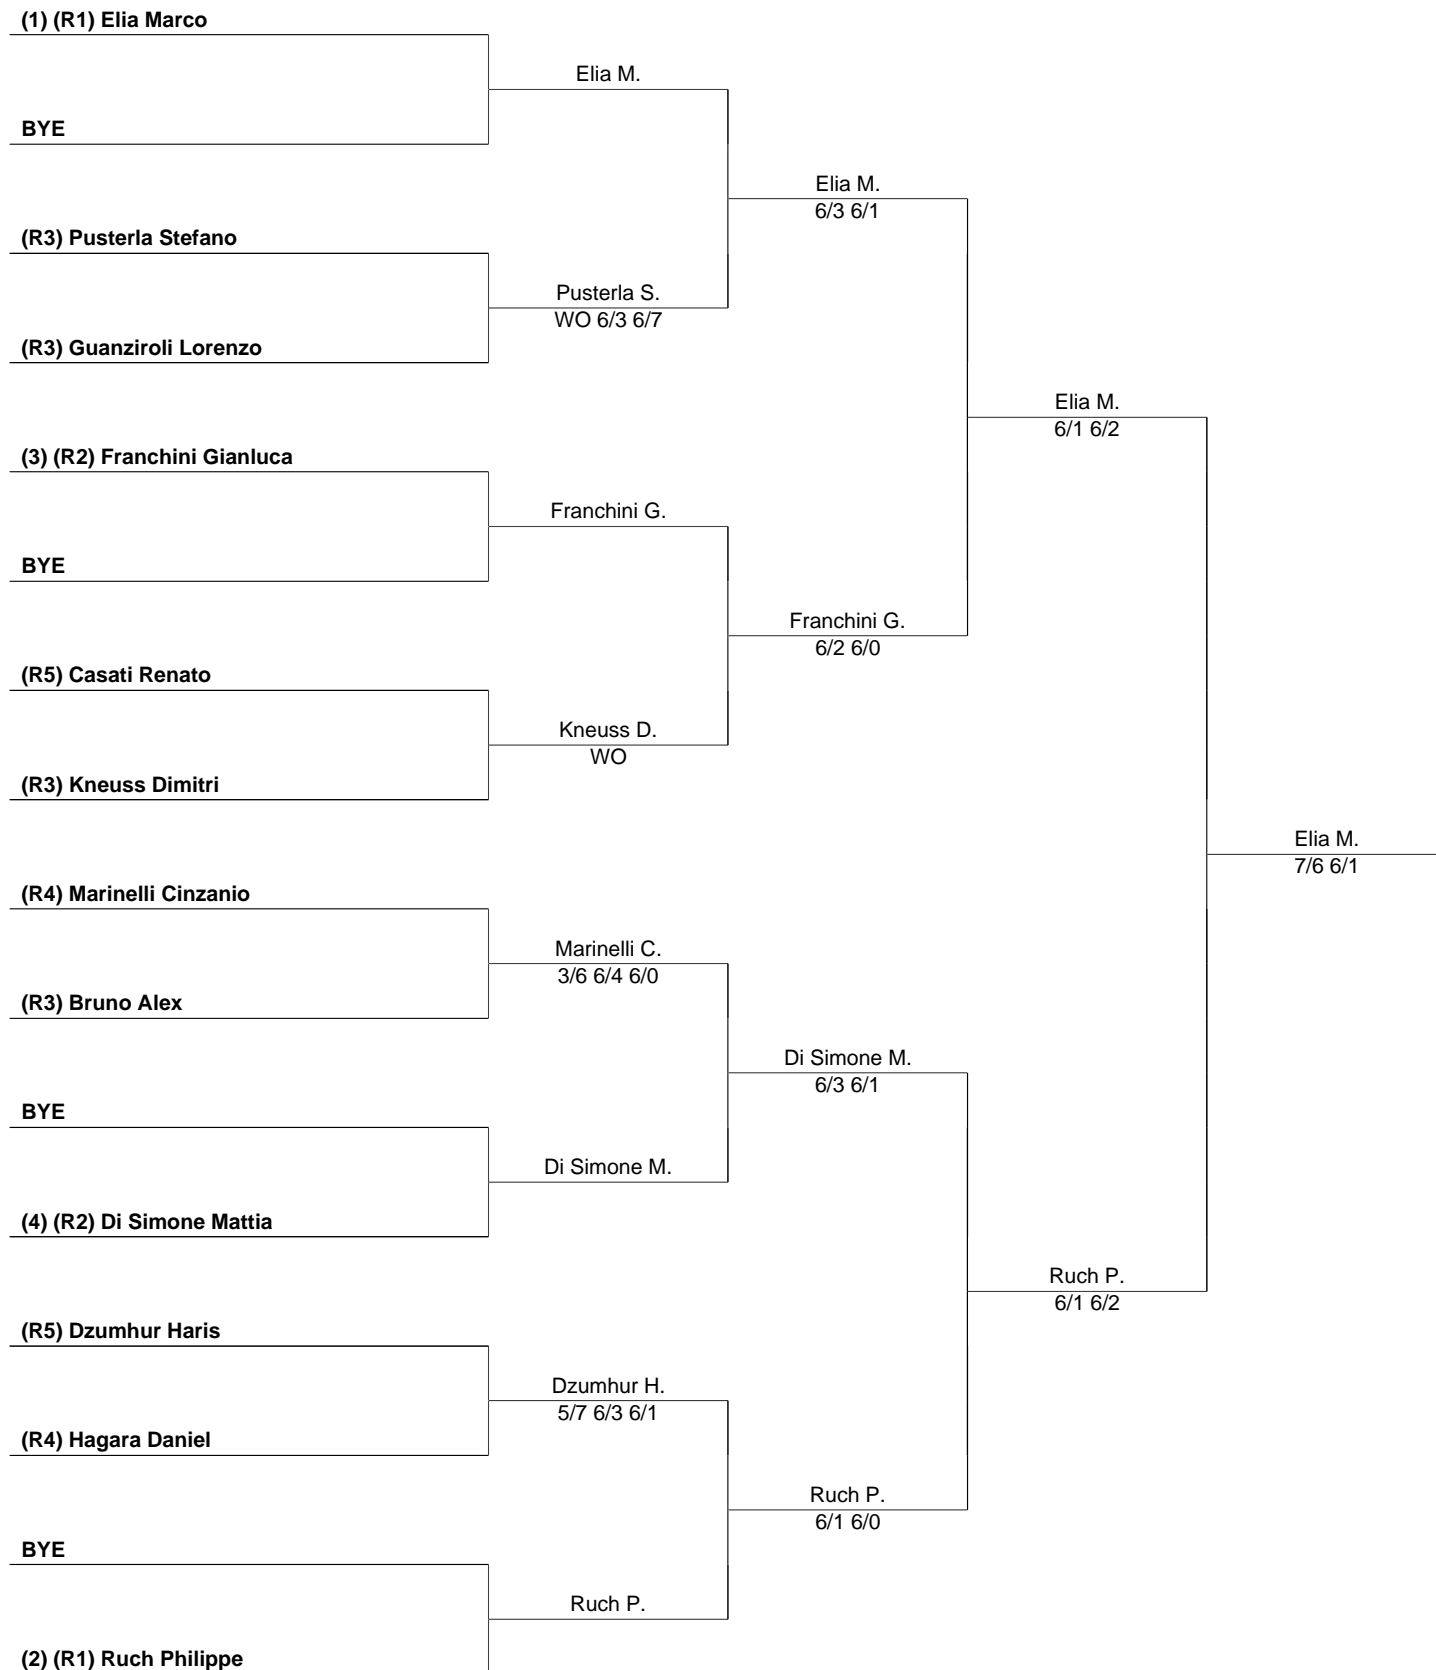 (1) (R1) Elia Marco
Elia M.
BYE
Elia M.
6/3 6/1
(R3) Pusterla Stefano
Pusterla S.
WO 6/3 6/7
(R3) Guanziroli Lorenzo
Elia M.
6/1 6/2
(3) (R2) Franchini Gianluca
Franchini G.
BYE
Franchini G.
6/2 6/0
(R5) Casati Renato
Kneuss D.
WO
(R3) Kneuss Dimitri
Elia M.
7/6 6/1
(R4) Marinelli Cinzanio
Marinelli C.
3/6 6/4 6/0
(R3) Bruno Alex
Di Simone M.
6/3 6/1
BYE
Di Simone M.
(4) (R2) Di Simone Mattia
Ruch P.
6/1 6/2
(R5) Dzumhur Haris
Dzumhur H.
5/7 6/3 6/1
(R4) Hagara Daniel
Ruch P.
6/1 6/0
BYE
Ruch P.
(2) (R1) Ruch Philippe